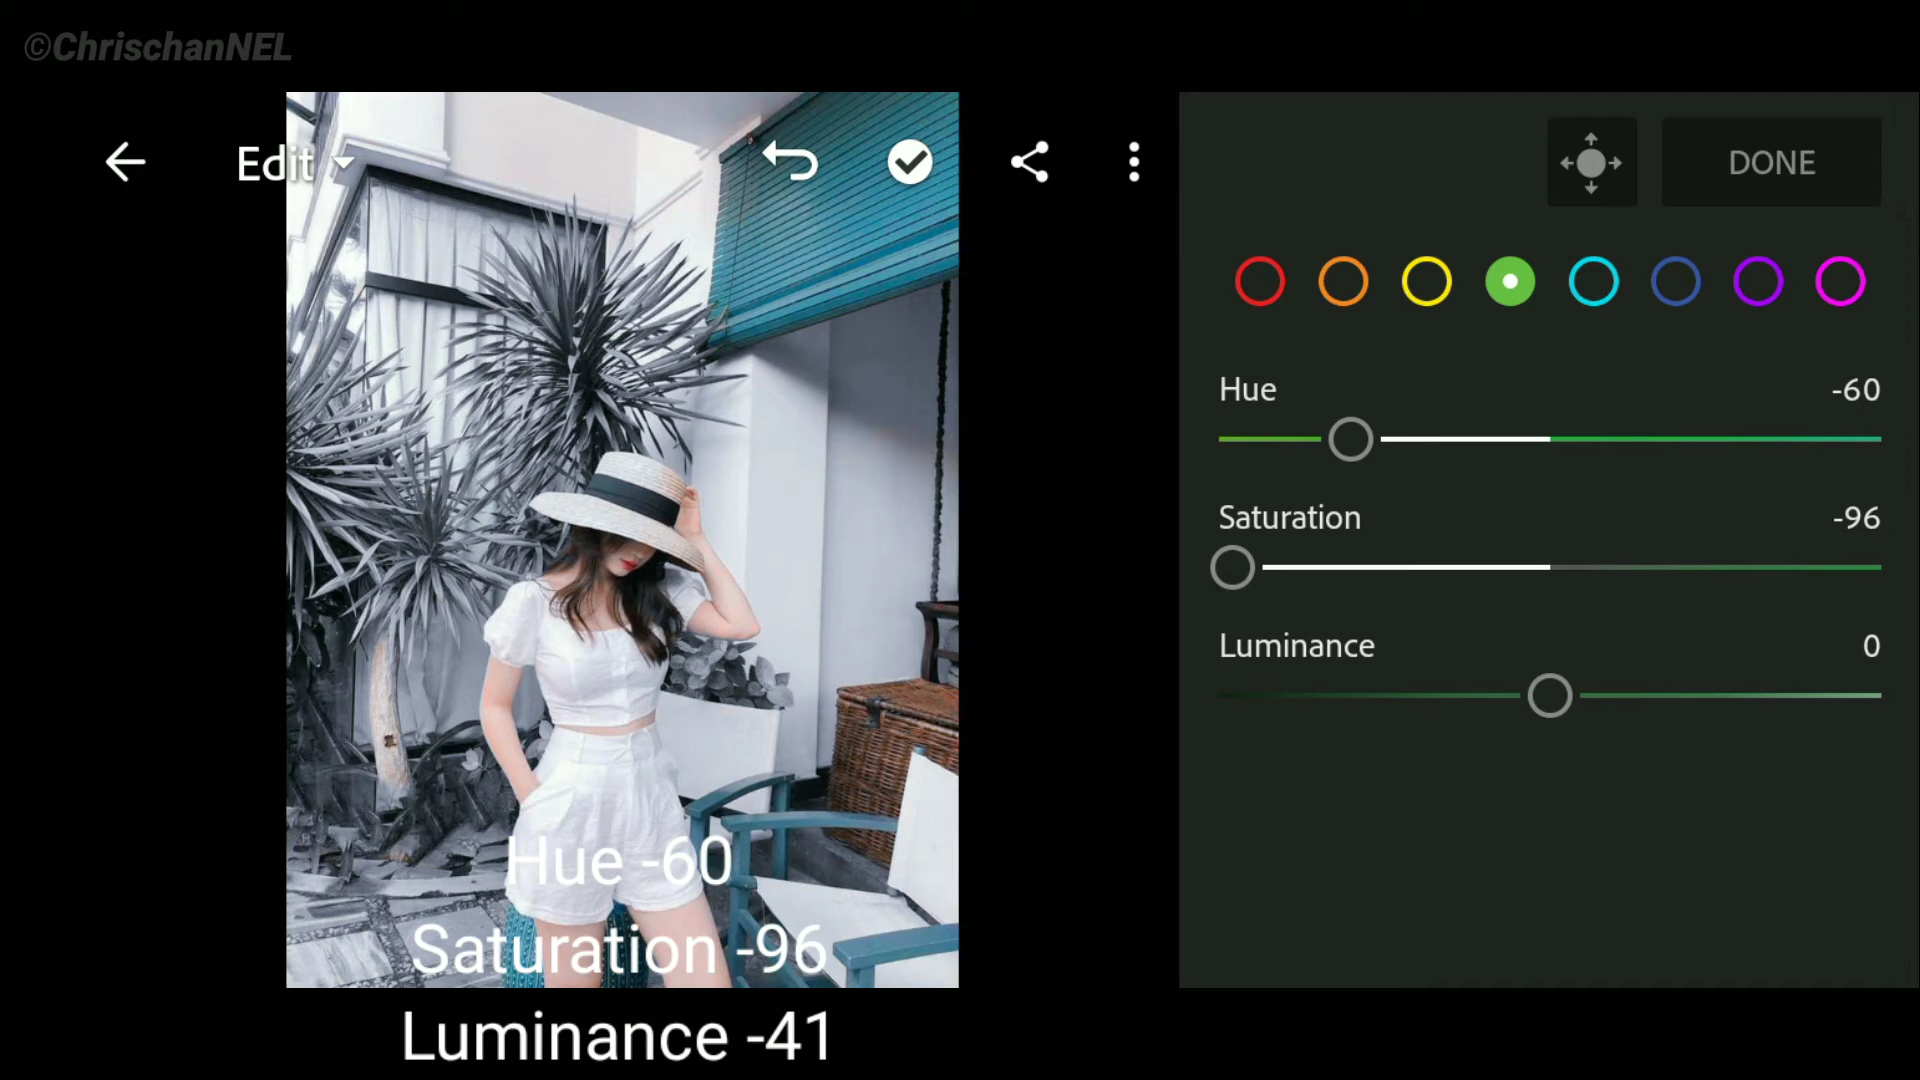 ©ChrischanNEL
Edit
DONE
Hue -60
Saturation -96
Luminance 0
Hue -60
Saturation -96
Luminance -41